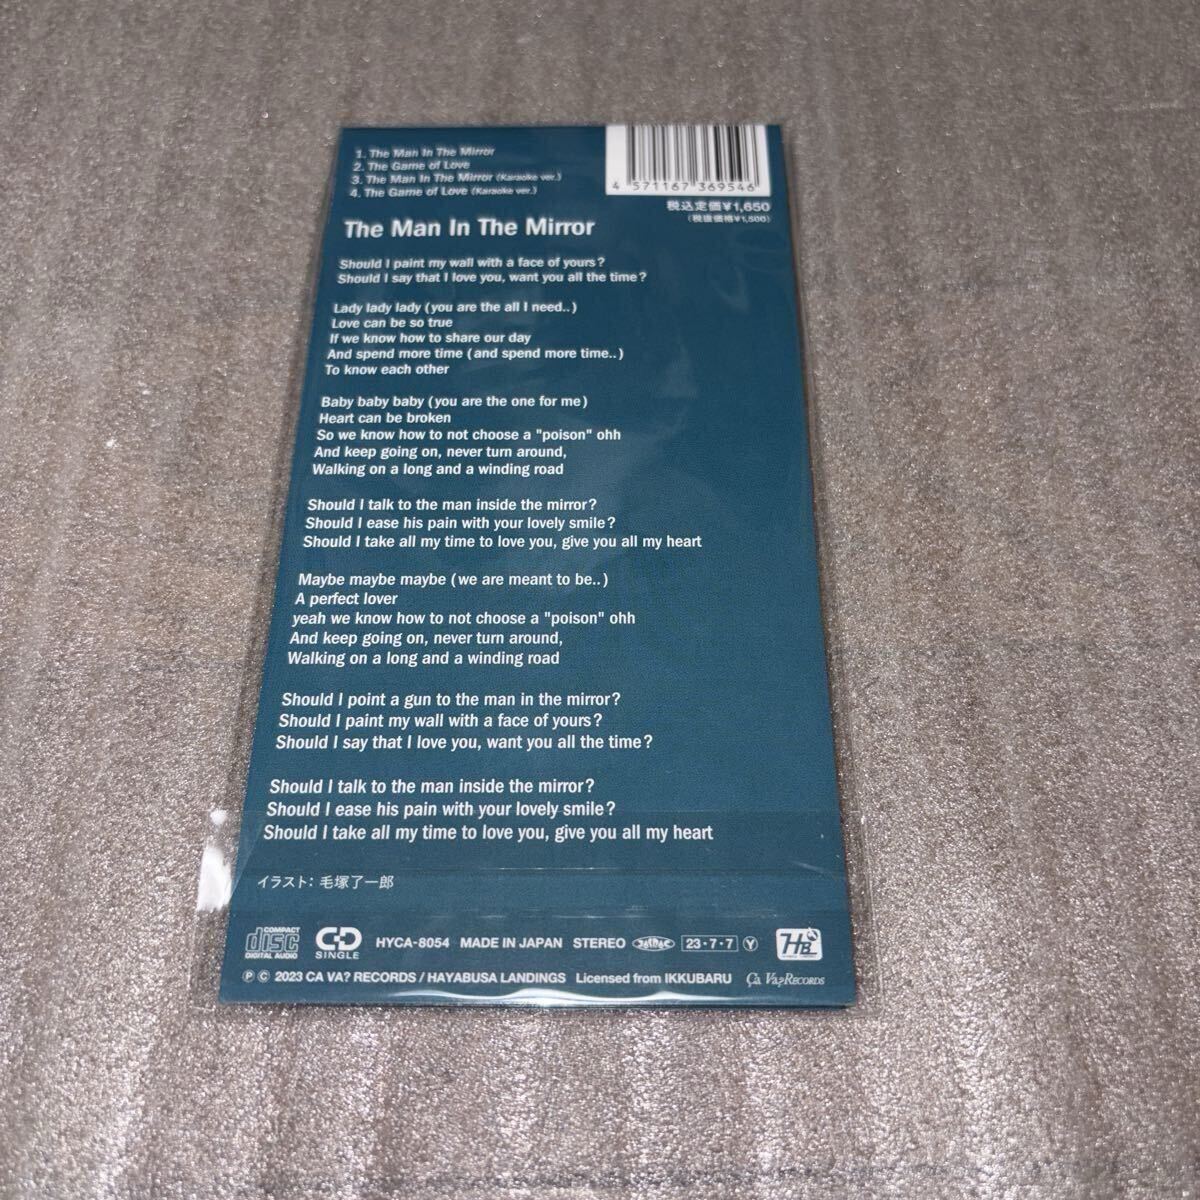 1. The Man In The Mirror
2. The Game of Love
3. The Man In The Mirror (Karaoke ver.)
4. The Game of Love (Karaoke ver.)
4 571167 369546
税込定価¥1,650
(税抜価格¥1,500)
The Man In The Mirror
Should I paint my wall with a face of yours?
Should I say that I love you, want you all the time?
Lady lady lady (you are the all I need..)
Love can be so true
If we know how to share our day
And spend more time (and spend more time..)
To know each other
Baby baby baby (you are the one for me)
Heart can be broken
So we know how to not choose a "poison" ohh
And keep going on, never turn around,
Walking on a long and a winding road
Should I talk to the man inside the mirror?
Should I ease his pain with your lovely smile?
Should I take all my time to love you, give you all my heart
Maybe maybe maybe (we are meant to be..)
A perfect lover
yeah we know how to not choose a "poison" ohh
And keep going on, never turn around,
Walking on a long and a winding road
Should I point a gun to the man in the mirror?
Should I paint my wall with a face of yours?
Should I say that I love you, want you all the time?
Should I talk to the man inside the mirror?
Should I ease his pain with your lovely smile?
Should I take all my time to love you, give you all my heart
イラスト: 毛塚了一郎
COMPACT disc DIGITAL AUDIO CD SINGLE HYCA-8054 MADE IN JAPAN STEREO 23・7・7 Y HB
Ⓟ Ⓒ 2023 CA VA? RECORDS / HAYABUSA LANDINGS Licensed from IKKUBARU Ça Va? RECORDS